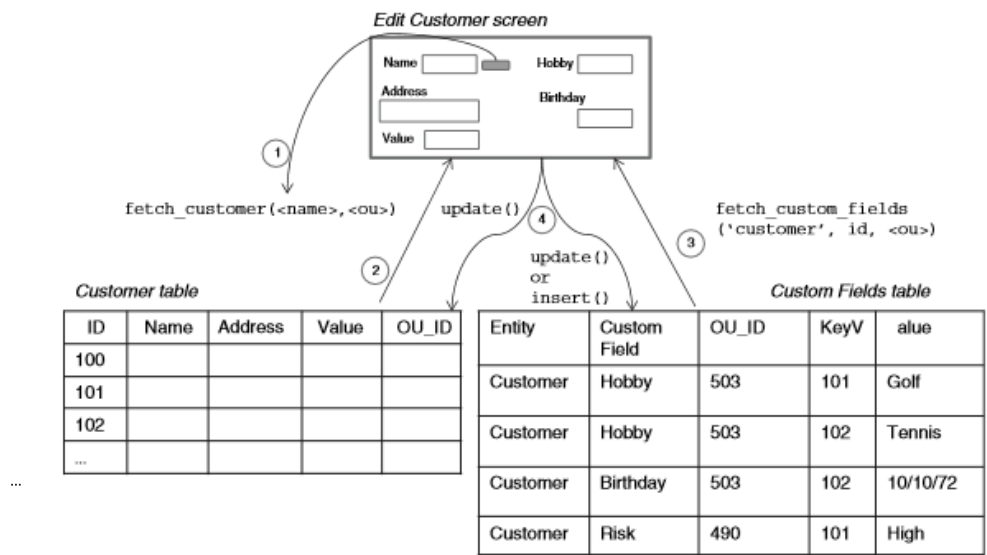 Edit Customer screen
Name
Hobby
Address
Birthday
Value
1
fetch_customer(<name>,<ou>)
update()
4
fetch_custom_fields
('customer', id, <ou>)
3
2
update()
or
insert()
Customer table
Custom Fields table
ID Name Address Value OU_ID
100
101
102
...
...
Entity Custom Field OU_ID KeyV alue
Customer Hobby 503 101 Golf
Customer Hobby 503 102 Tennis
Customer Birthday 503 102 10/10/72
Customer Risk 490 101 High